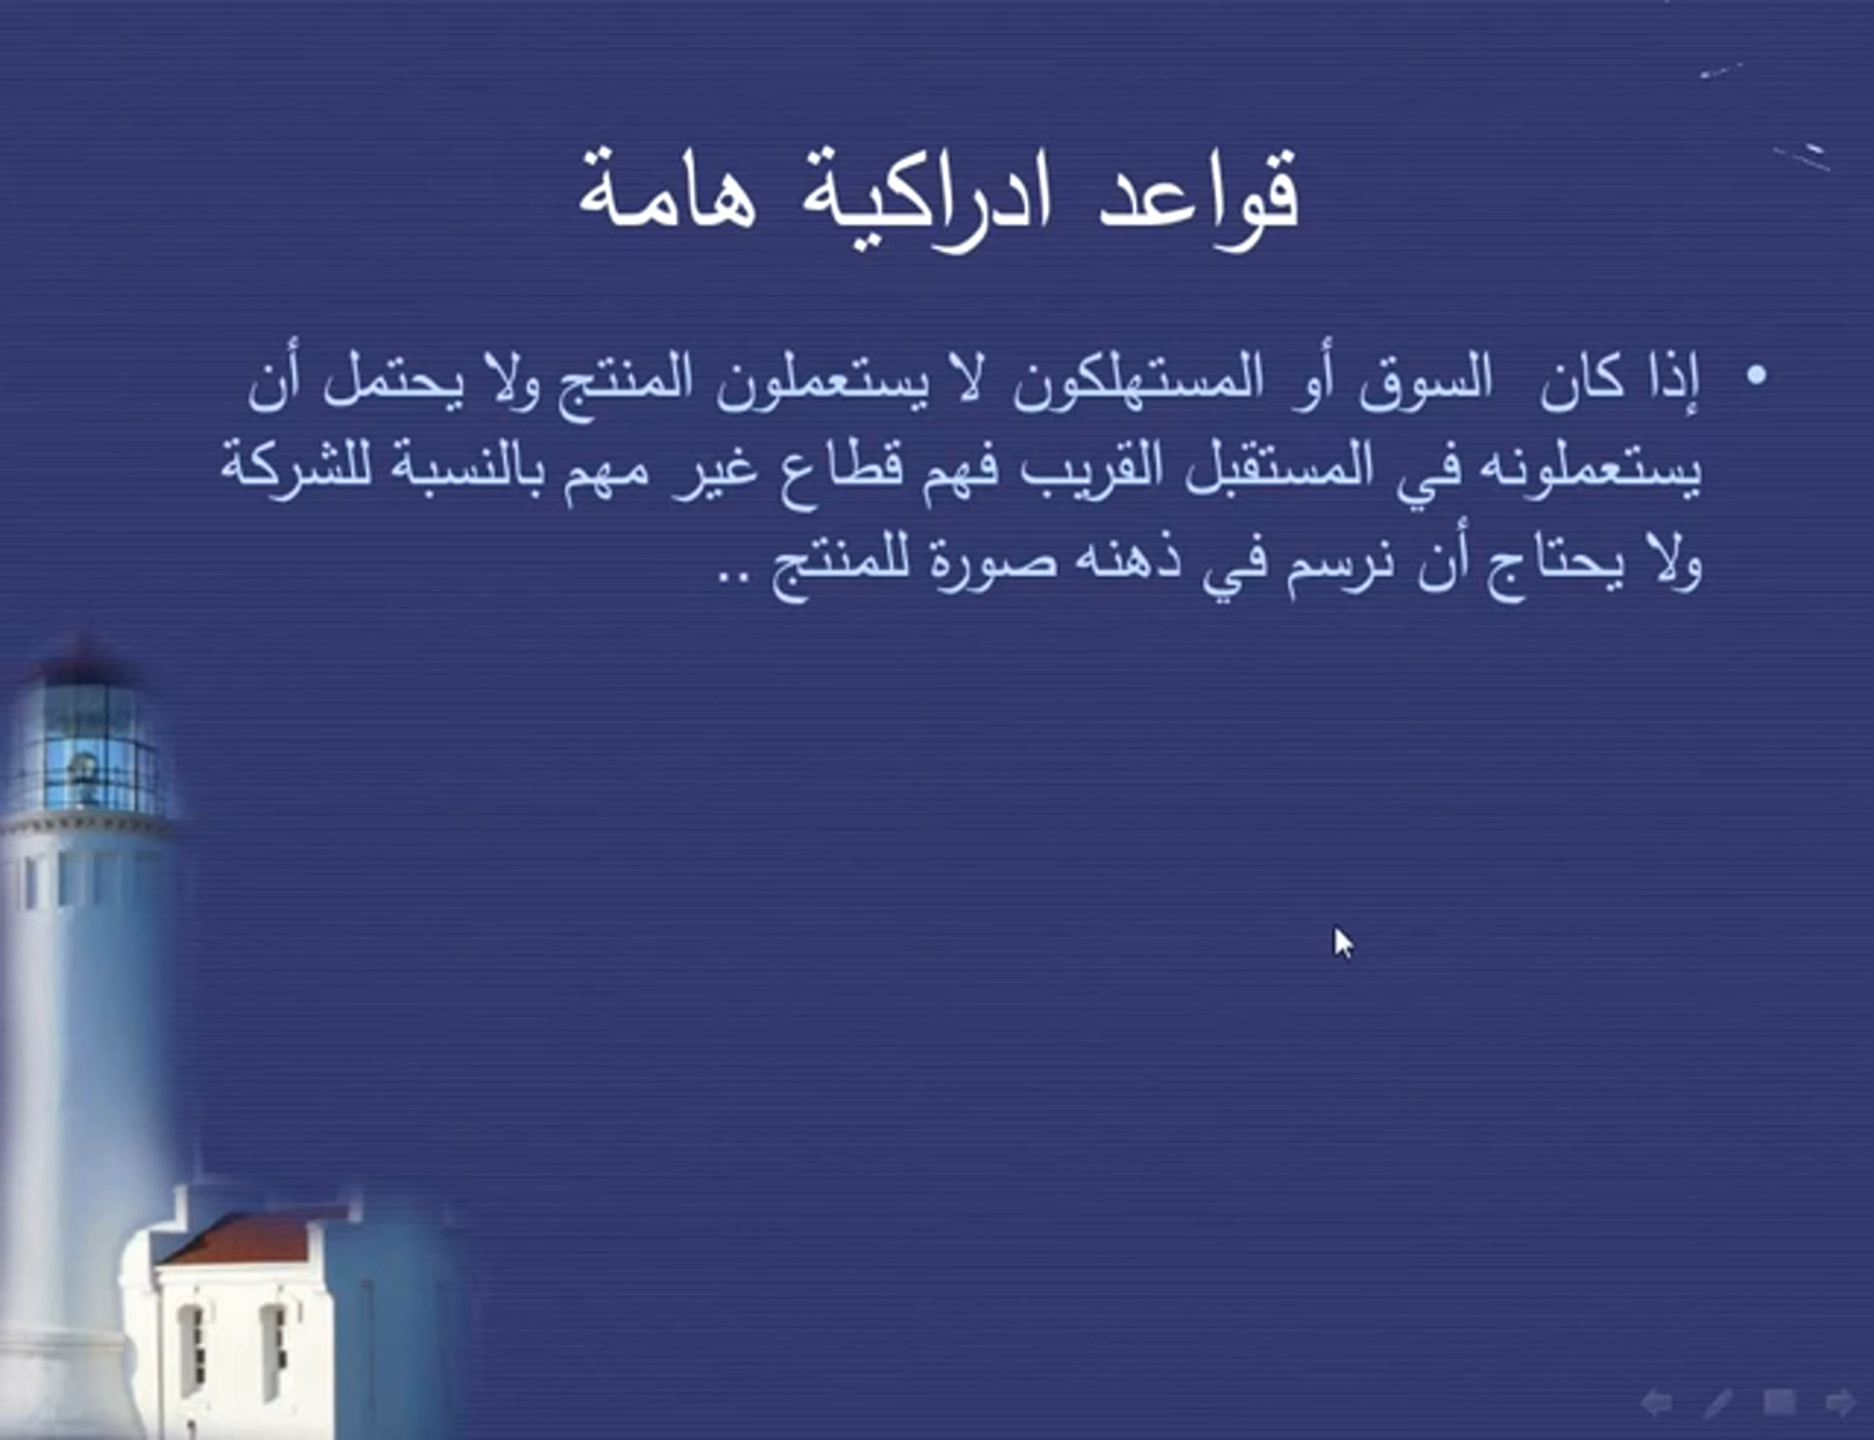 قواعد ادراكية هامة
• إذا كان السوق أو المستهلكون لا يستعملون المنتج ولا يحتمل أن
يستعملونه في المستقبل القريب فهم قطاع غير مهم بالنسبة للشركة
ولا يحتاج أن نرسم في ذهنه صورة للمنتج ..